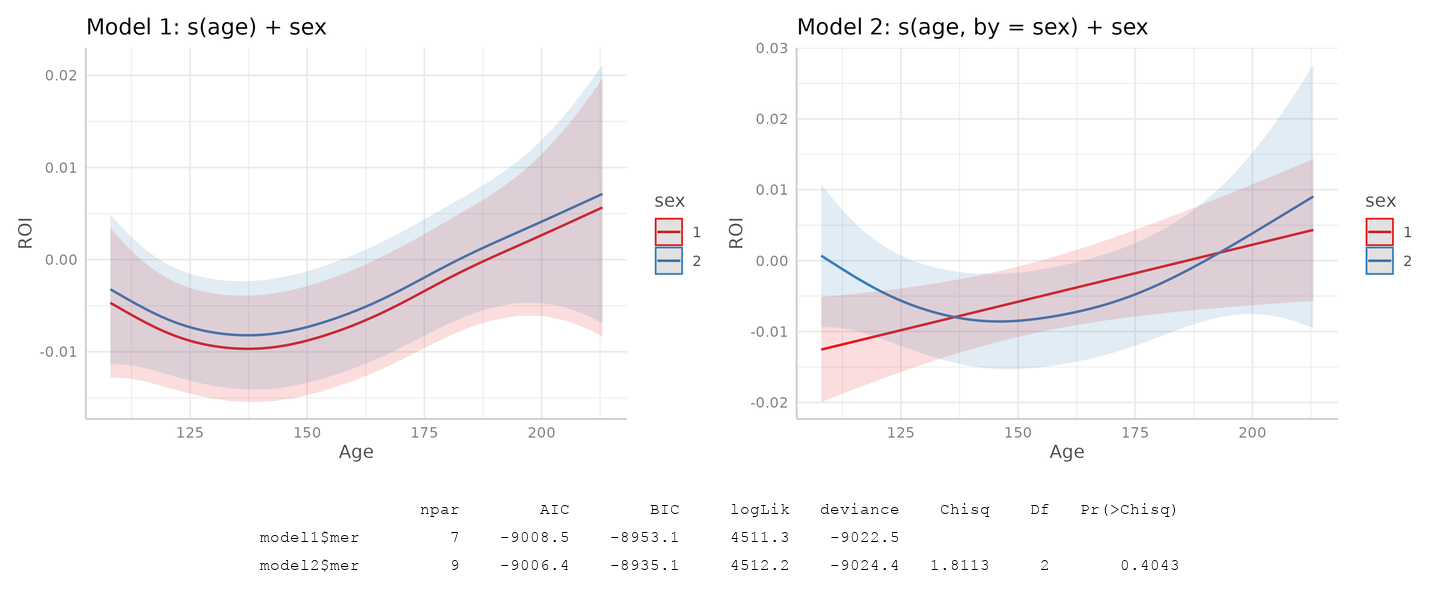 Model 1: s(age) + sex
0.02
0.01
0.00
-0.01
ROI
125 150 175 200
Age
sex
1
2
Model 2: s(age, by = sex) + sex
0.03
0.02
0.01
0.00
-0.01
-0.02
ROI
125 150 175 200
Age
sex
1
2
npar AIC BIC logLik deviance Chisq Df Pr(>Chisq)
model1$mer 7 -9008.5 -8953.1 4511.3 -9022.5
model2$mer 9 -9006.4 -8935.1 4512.2 -9024.4 1.8113 2 0.4043